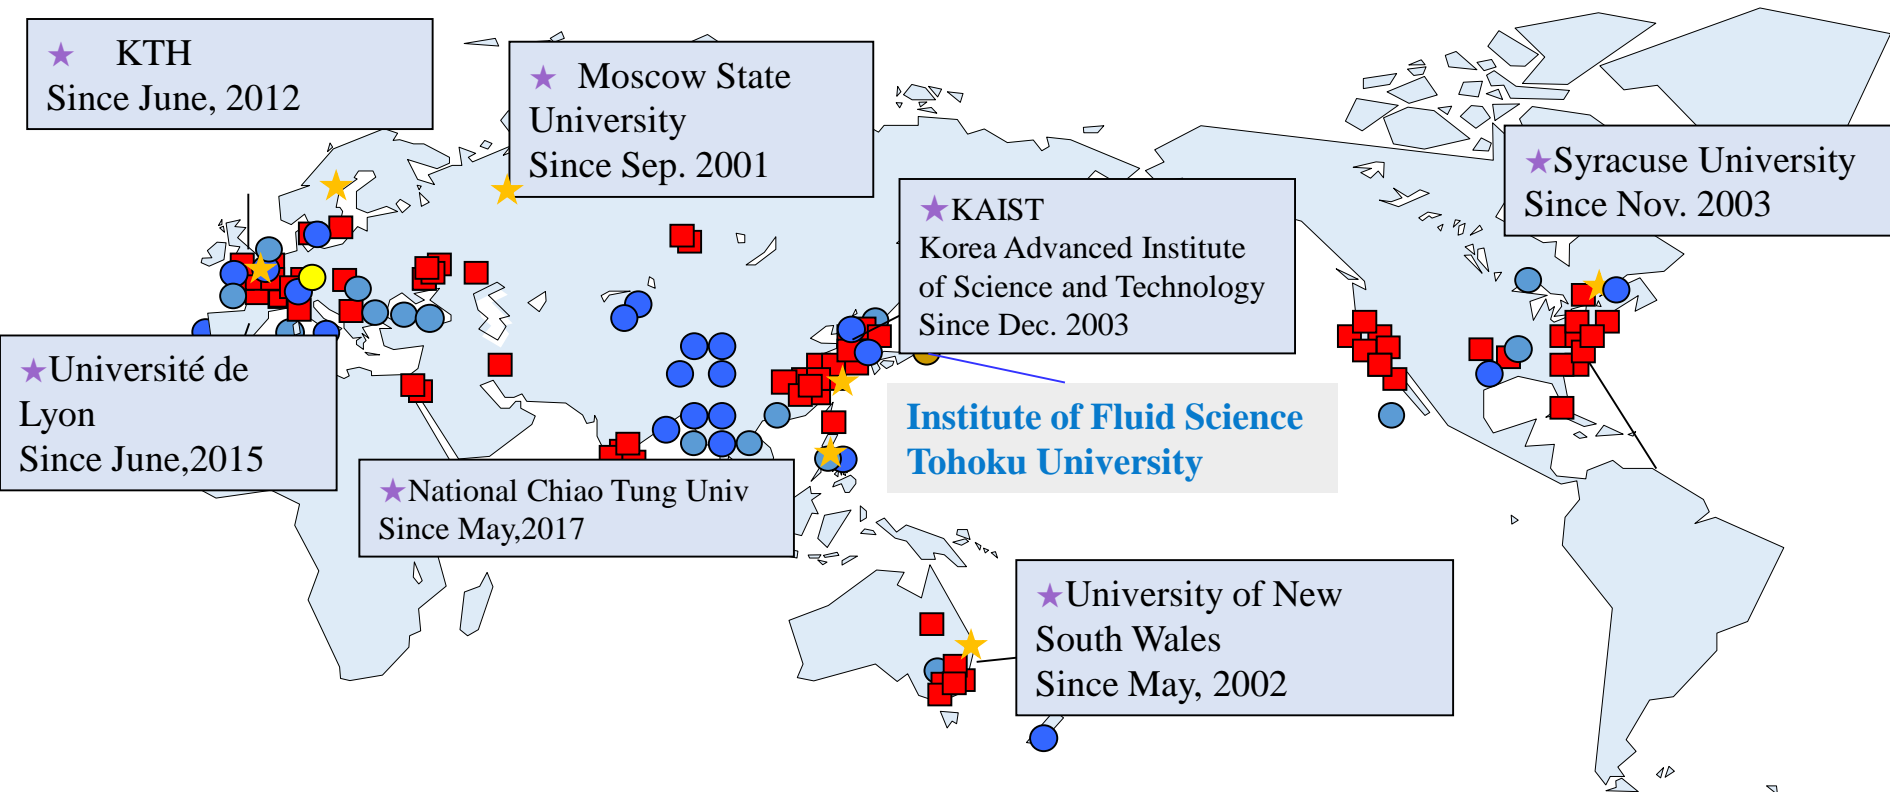 ★ KTH
Since June, 2012
★ Moscow State
University
Since Sep. 2001
★Syracuse University
Since Nov. 2003
★KAIST
Korea Advanced Institute
of Science and Technology
Since Dec. 2003
★Université de
Lyon
Since June,2015
Institute of Fluid Science
Tohoku University
★National Chiao Tung Univ
Since May,2017
★University of New
South Wales
Since May, 2002